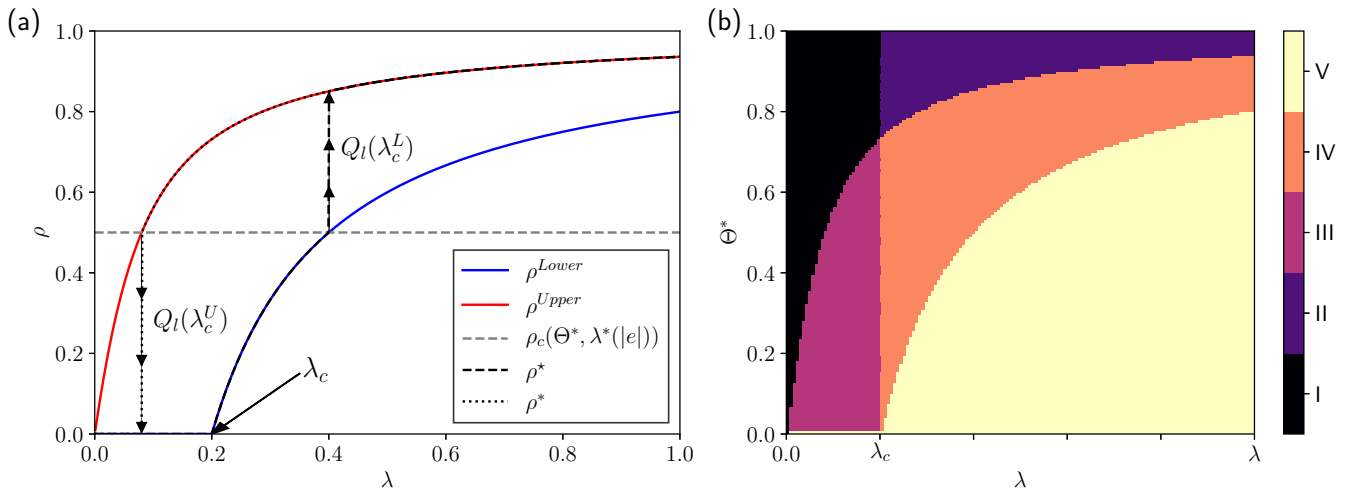 (a)
1.0
0.8
0.6
0.4
0.2
0.0
ρ
Q_l(λ_c^L)
Q_l(λ_c^U)
λ_c
ρ^{Lower}
ρ^{Upper}
ρ_c(Θ^*, λ^*(|e|))
ρ^⋆
ρ^*
0.0 0.2 0.4 0.6 0.8 1.0
λ
(b)
1.0
0.8
0.6
0.4
0.2
0.0
Θ^*
0.0 λ_c λ
λ
V
IV
III
II
I